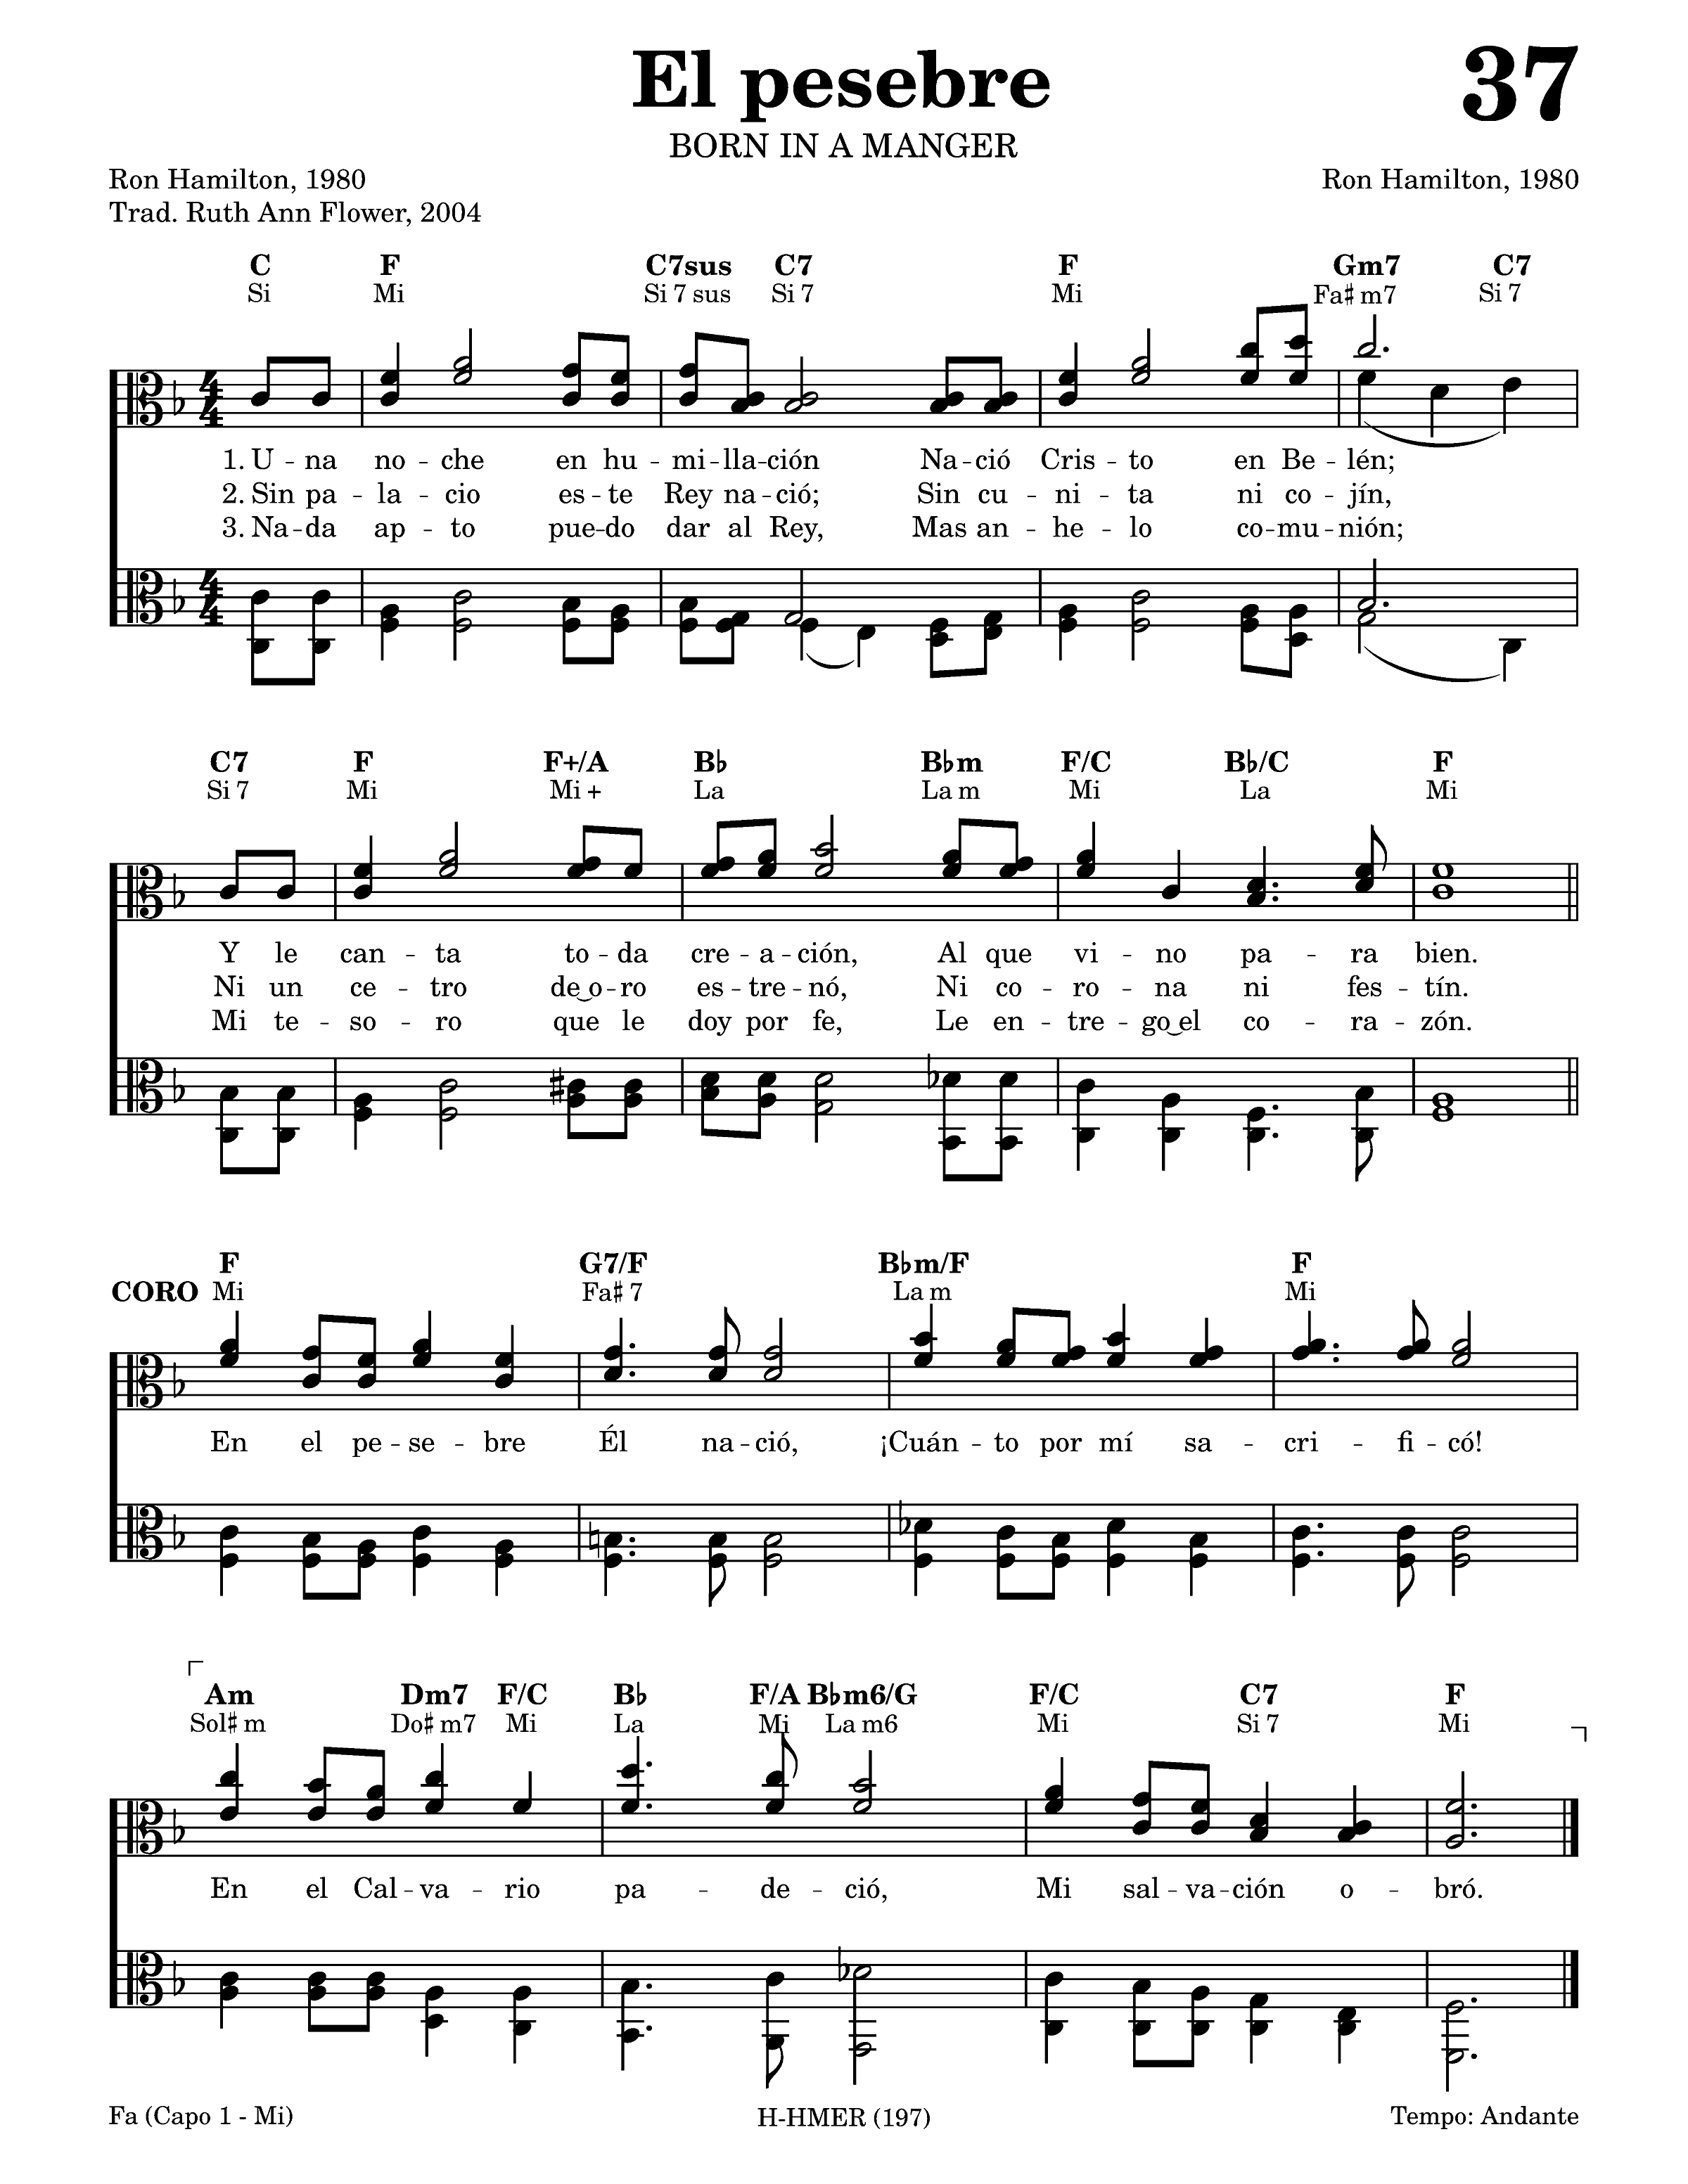 El pesebre
37
BORN IN A MANGER
Ron Hamilton, 1980
Ron Hamilton, 1980
Trad. Ruth Ann Flower, 2004
C F C7sus C7 F Gm7 C7
Si Mi Si 7 sus Si 7 Mi Fa♯ m7 Si 7
4/4
1. U -- na no -- che en hu -- mi -- lla -- ción Na -- ció Cris -- to en Be -- lén;
2. Sin pa -- la -- cio es -- te Rey na -- ció; Sin cu -- ni -- ta ni co -- jín,
3. Na -- da ap -- to pue -- do dar al Rey, Mas an -- he -- lo co -- mu -- nión;
4/4
C7 F F+/A B♭ B♭m F/C B♭/C F
Si 7 Mi Mi + La La m Mi La Mi
Y le can -- ta to -- da cre -- a -- ción, Al que vi -- no pa -- ra bien.
Ni un ce -- tro de‿o -- ro es -- tre -- nó, Ni co -- ro -- na ni fes -- tín.
Mi te -- so -- ro que le doy por fe, Le en -- tre -- go‿el co -- ra -- zón.
F G7/F B♭m/F F
CORO Mi Fa♯ 7 La m Mi
En el pe -- se -- bre Él na -- ció, ¡Cuán -- to por mí sa -- cri -- fi -- có!
Am Dm7 F/C B♭ F/A B♭m6/G F/C C7 F
Sol♯ m Do♯ m7 Mi La Mi La m6 Mi Si 7 Mi
En el Cal -- va -- rio pa -- de -- ció, Mi sal -- va -- ción o -- bró.
Fa (Capo 1 - Mi)
H-HMER (197)
Tempo: Andante